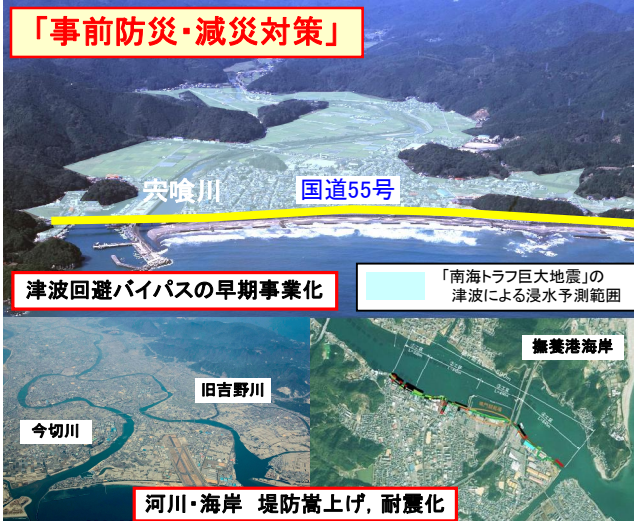 「事前防災・減災対策」
宍喰川
国道55号
津波回避バイパスの早期事業化
「南海トラフ巨大地震」の
津波による浸水予測範囲
撫養港海岸
旧吉野川
今切川
河川・海岸 堤防嵩上げ, 耐震化